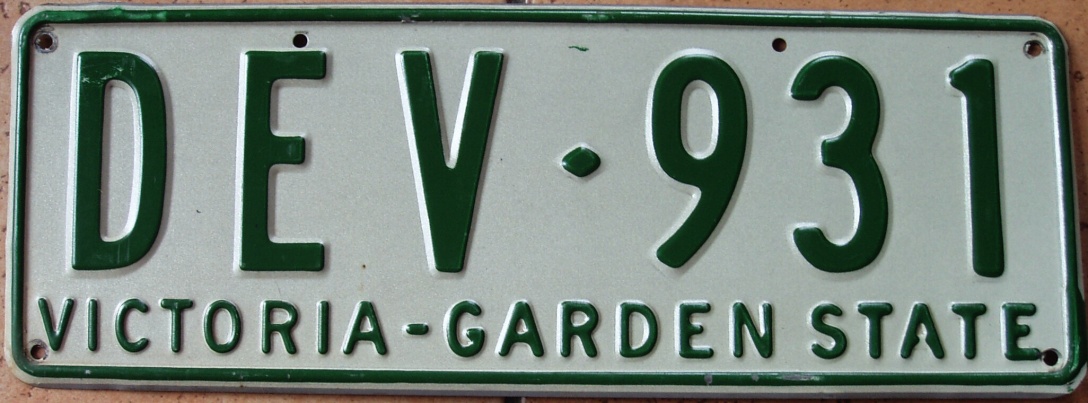 DEV·931
VICTORIA-GARDEN STATE